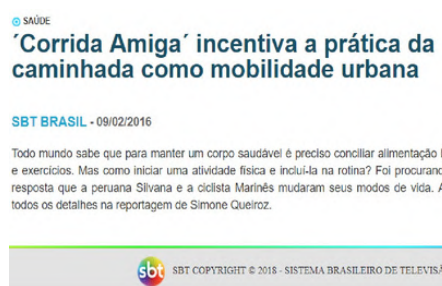 SAÚDE
´Corrida Amiga´ incentiva a prática da
caminhada como mobilidade urbana
SBT BRASIL - 09/02/2016
Todo mundo sabe que para manter um corpo saudável é preciso conciliar alimentação
e exercícios. Mas como iniciar uma atividade física e incluí-la na rotina? Foi procuran
resposta que a peruana Silvana e a ciclista Marinês mudaram seus modos de vida. A
todos os detalhes na reportagem de Simone Queiroz.
sbt SBT COPYRIGHT © 2018 - SISTEMA BRASILEIRO DE TELEVIS